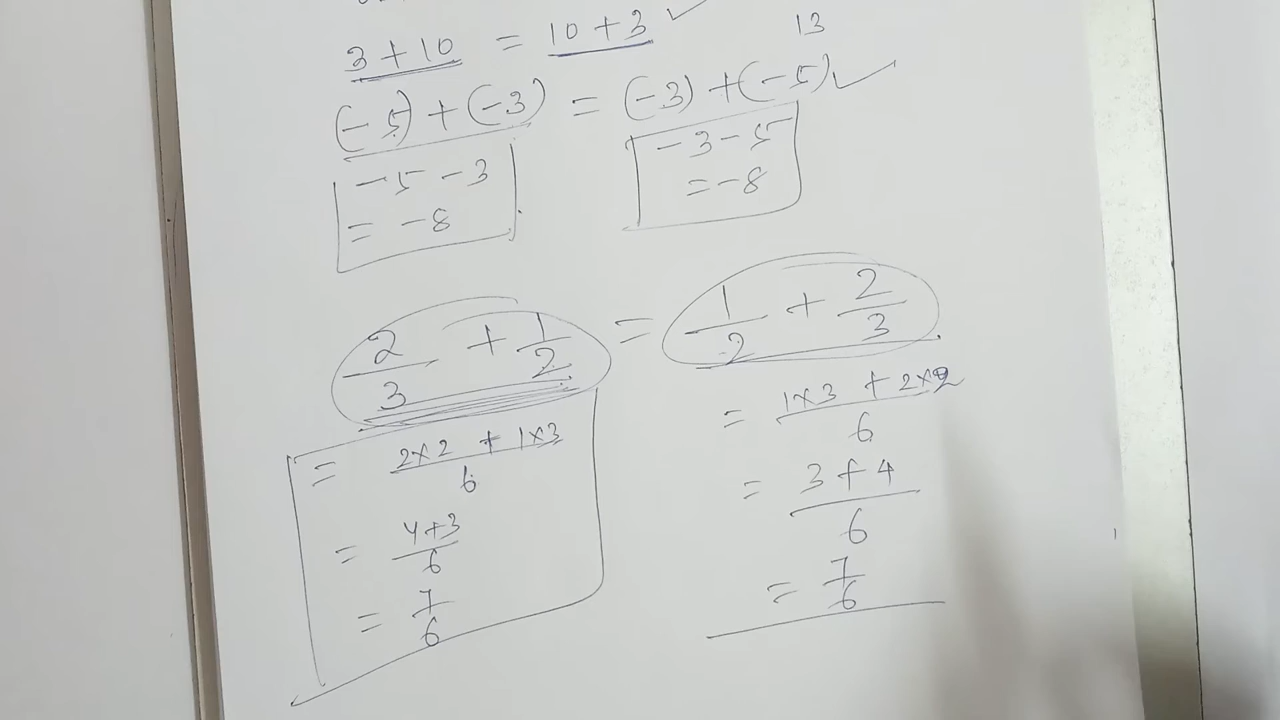 3 + 10 = 10 + 3 ✓ 13
(-5) + (-3) = (-3) + (-5) ✓
-5 - 3
= -8
-3 - 5
= -8
2/3 + 1/2 = 1/2 + 2/3
= 2×2 + 1×3 / 6
= 4+3 / 6
= 7/6
= 1×3 + 2×2 / 6
= 3 + 4 / 6
= 7/6